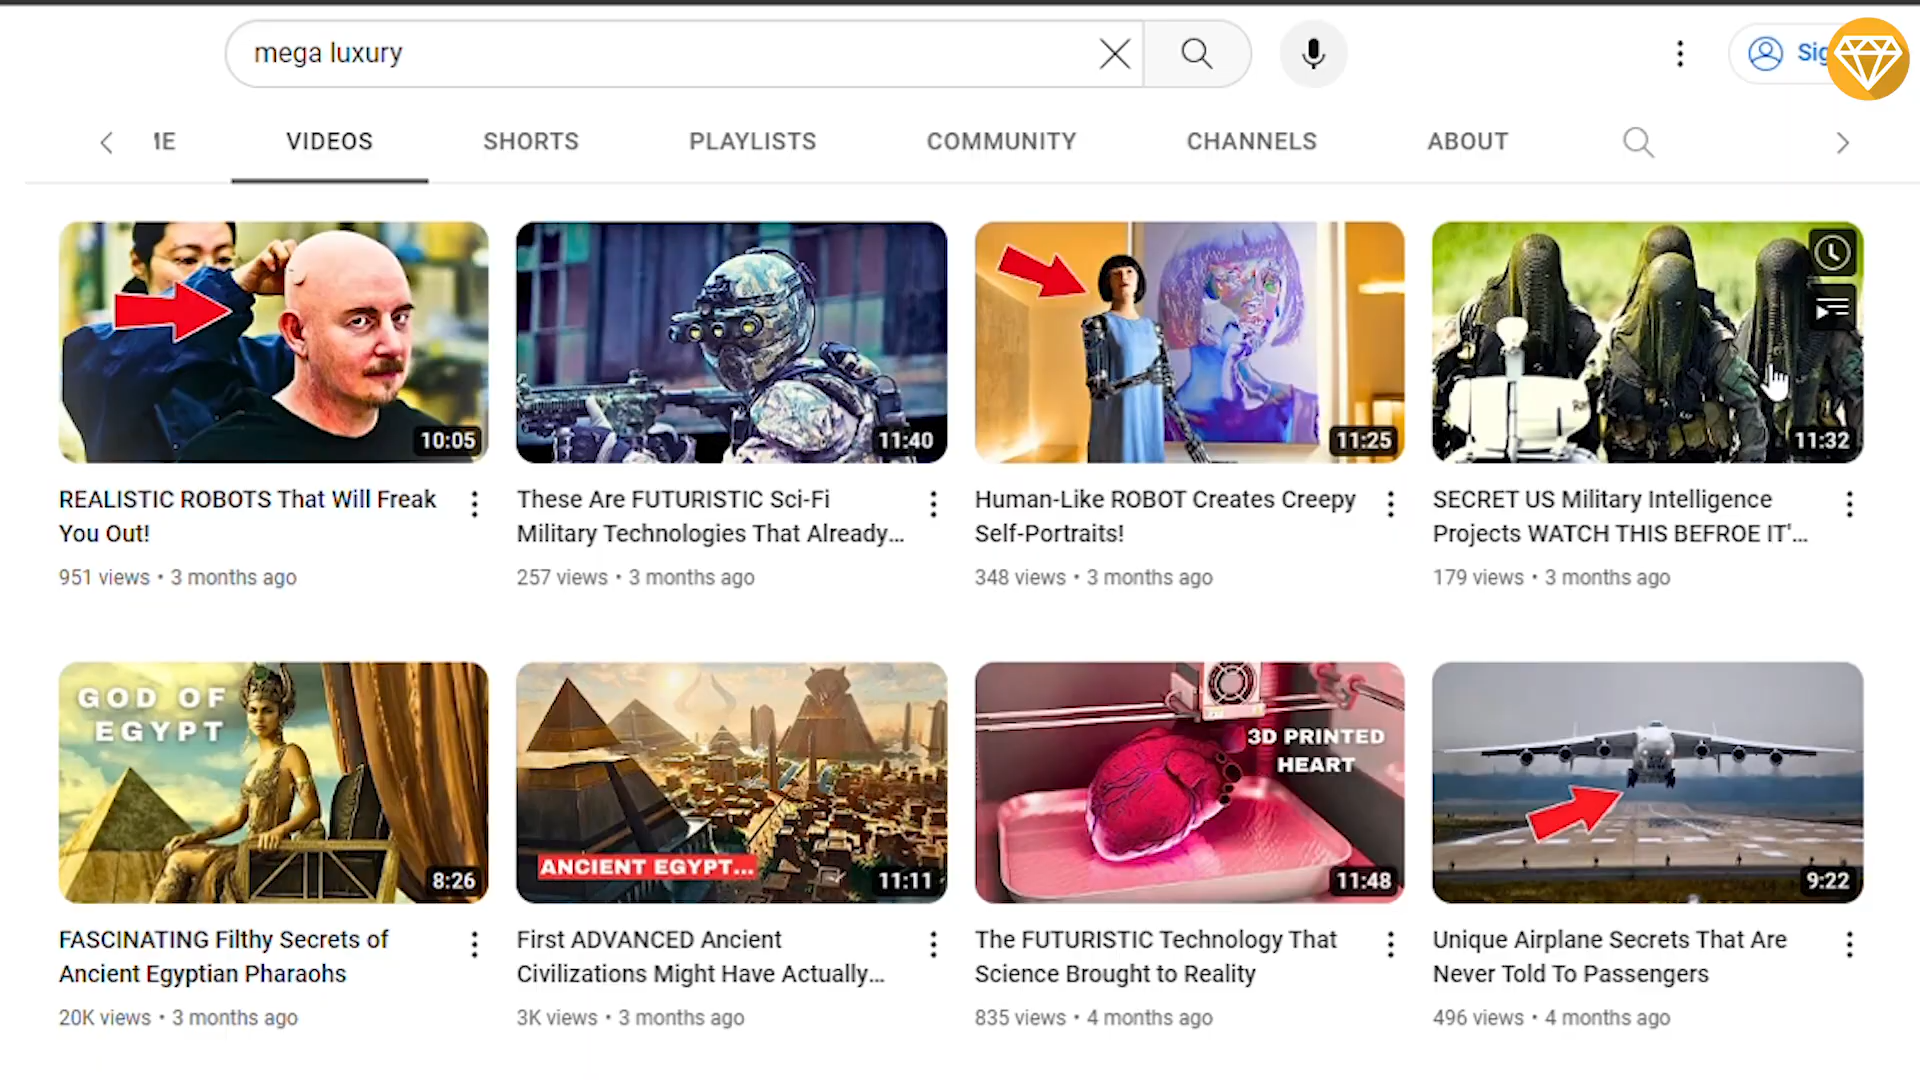 mega luxury
Sig
ME VIDEOS SHORTS PLAYLISTS COMMUNITY CHANNELS ABOUT
10:05
11:40
11:25
11:32
REALISTIC ROBOTS That Will Freak
You Out!
951 views • 3 months ago
These Are FUTURISTIC Sci-Fi
Military Technologies That Already...
257 views • 3 months ago
Human-Like ROBOT Creates Creepy
Self-Portraits!
348 views • 3 months ago
SECRET US Military Intelligence
Projects WATCH THIS BEFROE IT'...
179 views • 3 months ago
GOD OF
EGYPT
8:26
ANCIENT EGYPT...
11:11
3D PRINTED
HEART
11:48
9:22
FASCINATING Filthy Secrets of
Ancient Egyptian Pharaohs
20K views • 3 months ago
First ADVANCED Ancient
Civilizations Might Have Actually...
3K views • 3 months ago
The FUTURISTIC Technology That
Science Brought to Reality
835 views • 4 months ago
Unique Airplane Secrets That Are
Never Told To Passengers
496 views • 4 months ago